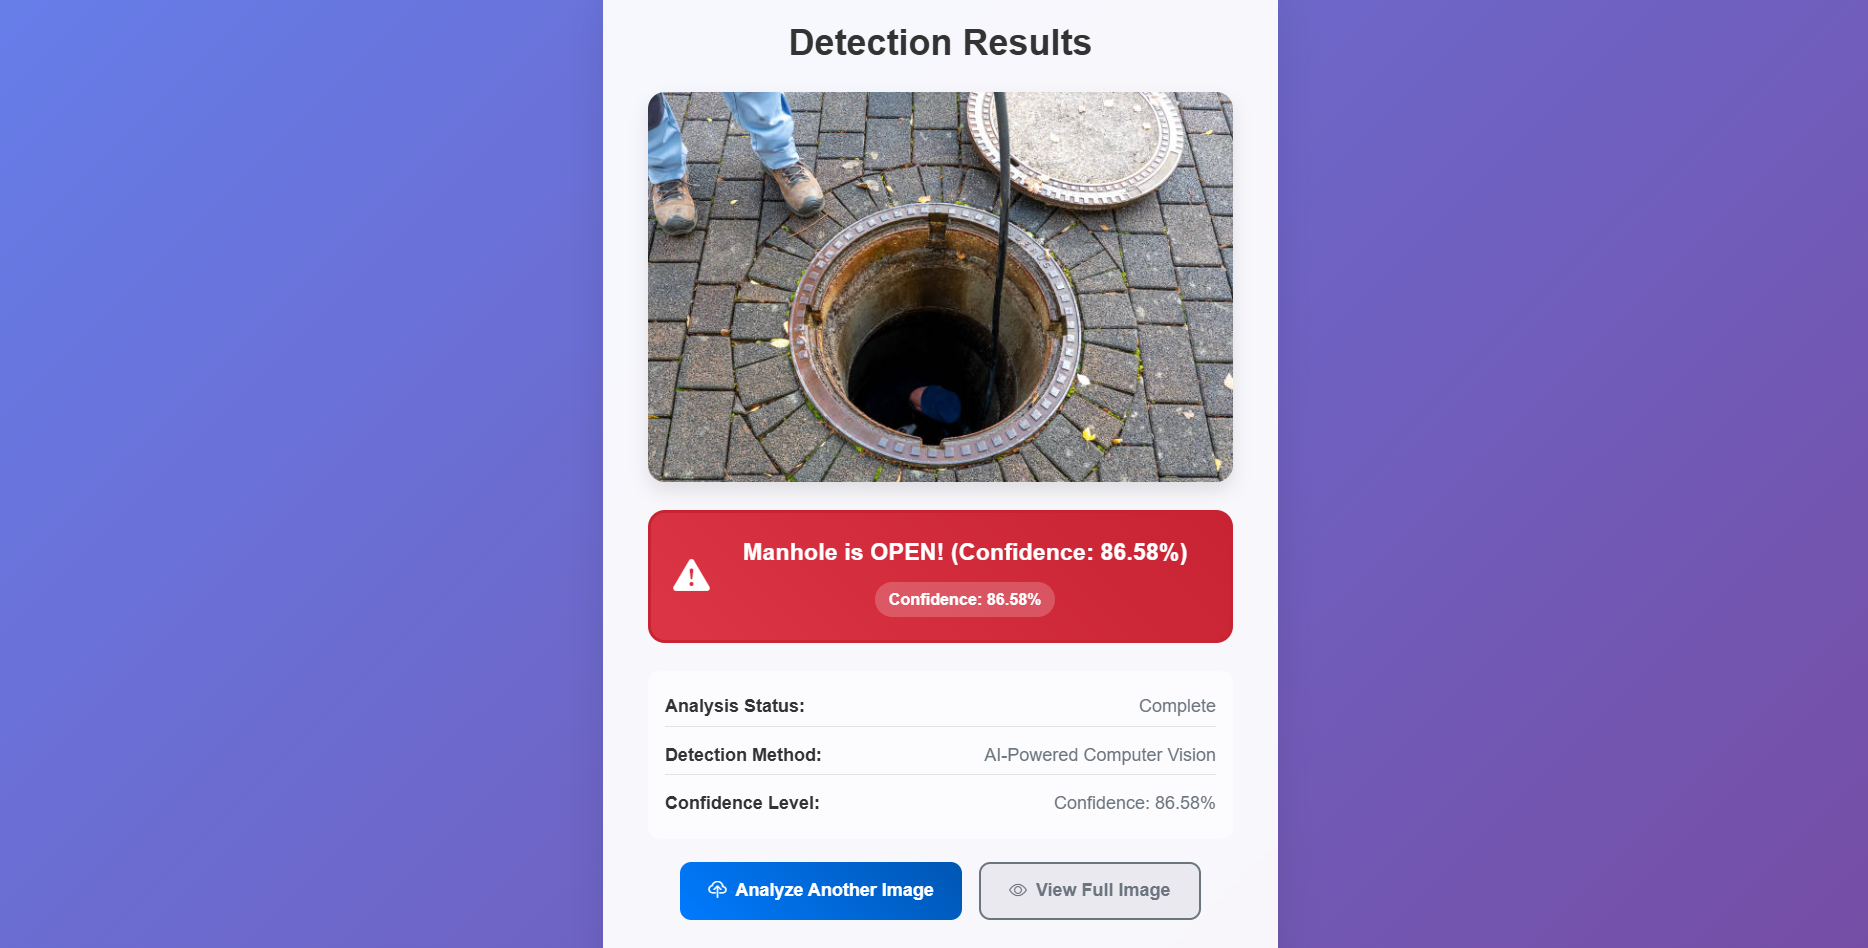 Detection Results
Manhole is OPEN! (Confidence: 86.58%)
Confidence: 86.58%
Analysis Status: Complete
Detection Method: AI-Powered Computer Vision
Confidence Level: Confidence: 86.58%
Analyze Another Image
View Full Image